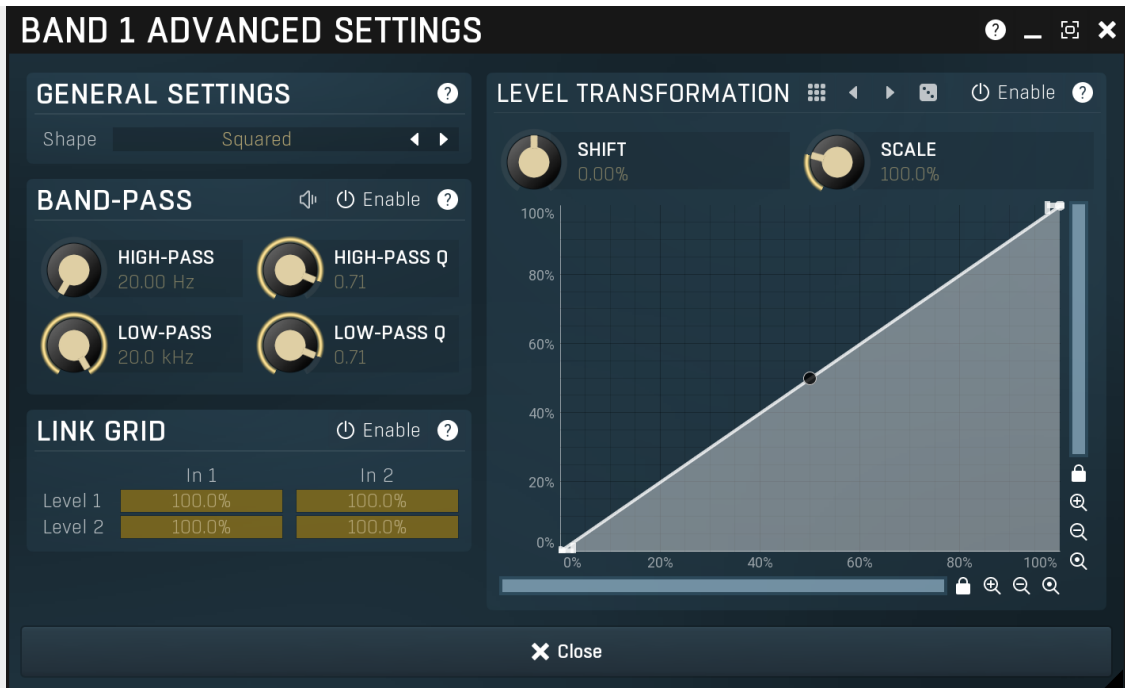 BAND 1 ADVANCED SETTINGS
GENERAL SETTINGS
Shape Squared
BAND-PASS Enable
HIGH-PASS
20.00 Hz
HIGH-PASS Q
0.71
LOW-PASS
20.0 kHz
LOW-PASS Q
0.71
LINK GRID Enable
In 1 In 2
Level 1 100.0% 100.0%
Level 2 100.0% 100.0%
LEVEL TRANSFORMATION Enable
SHIFT
0.00%
SCALE
100.0%
100%
80%
60%
40%
20%
0%
0% 20% 40% 60% 80% 100%
Close